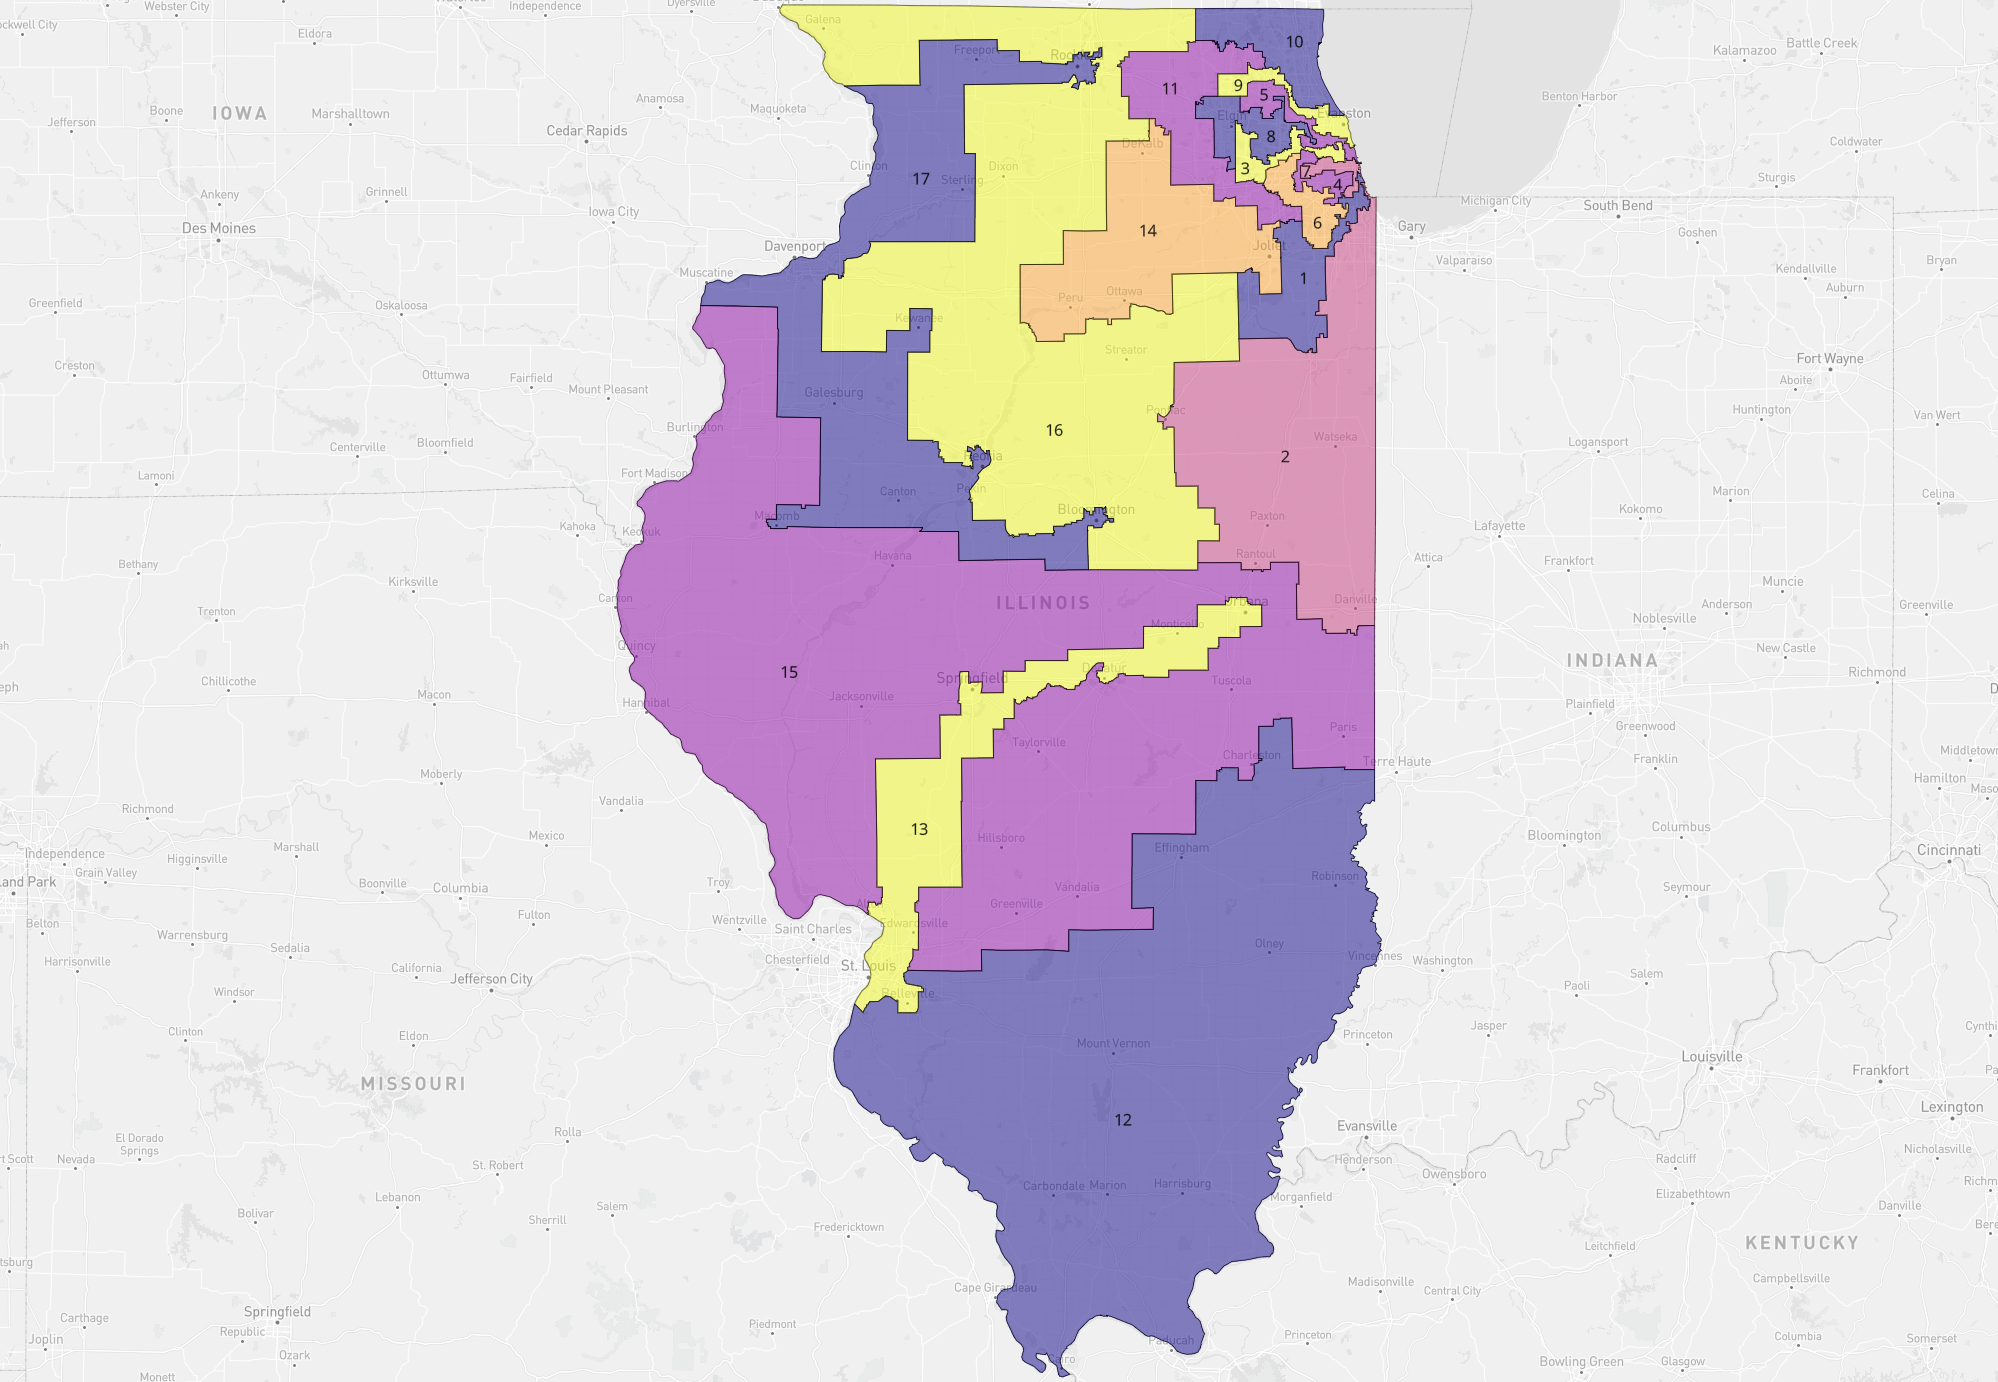 Webster City
Independence
Dyersville
Rockwell City
Eldora
Galena
Freeport
10
Kalamazoo
Battle Creek
IOWA
Boone
Marshalltown
Anamosa
Maquoketa
11
9
5
Benton Harbor
Jefferson
Ames
Cedar Rapids
Elgin
Evanston
8
DeKalb
Coldwater
Clinton
Dixon
3
7
4
Sturgis
17
Sterling
Ankeny
Grinnell
Iowa City
Michigan City
South Bend
Des Moines
14
6
Gary
Goshen
Davenport
Joliet
Muscatine
Valparaiso
Kendallville
Bryan
1
Auburn
Greenfield
Oskaloosa
Peru
Ottawa
Kewanee
Streator
Fort Wayne
Creston
Ottumwa
Fairfield
Mount Pleasant
Galesburg
Aboite
Pontiac
Huntington
Van Wert
Burlington
16
Watseka
Logansport
Centerville
Bloomfield
2
Peoria
Lamoni
Fort Madison
Canton
Pekin
Marion
Celina
Macomb
Bloomington
Paxton
Kokomo
Kahoka
Keokuk
Lafayette
Havana
Rantoul
Attica
Frankfort
Bethany
Kirksville
Muncie
Canton
ILLINOIS
Urbana
Danville
Anderson
Greenville
Trenton
Monticello
Noblesville
Quincy
New Castle
INDIANA
15
Decatur
Richmond
Chillicothe
Springfield
Tuscola
Macon
Jacksonville
Hannibal
Plainfield
Greenwood
Paris
Taylorville
Charleston
Terre Haute
Franklin
Middletown
Moberly
Hamilton
Vandalia
Richmond
13
Mexico
Hillsboro
Bloomington
Columbus
Marshall
Independence
Higginsville
Effingham
Cincinnati
Grain Valley
Boonville
Columbia
Troy
Robinson
Seymour
Vandalia
Greenville
Fulton
Belton
Warrensburg
Wentzville
Edwardsville
Saint Charles
Olney
Sedalia
Vincennes
Harrisonville
California
Chesterfield
St. Louis
Washington
Jefferson City
Salem
Windsor
Belleville
Paoli
Clinton
Eldon
Mount Vernon
Princeton
Jasper
Louisville
MISSOURI
Frankfort
12
Lexington
Rolla
Evansville
El Dorado
Springs
Nicholasville
Nevada
St. Robert
Henderson
Radcliff
Owensboro
Carbondale
Marion
Harrisburg
Lebanon
Morganfield
Elizabethtown
Danville
Bolivar
Salem
Sherrill
Fredericktown
Madisonville
Leitchfield
KENTUCKY
Cape Girardeau
Central City
Campbellsville
Springfield
Carthage
Republic
Piedmont
Princeton
Columbia
Somerset
Joplin
Paducah
Ozark
Cairo
Bowling Green
Glasgow
Monett